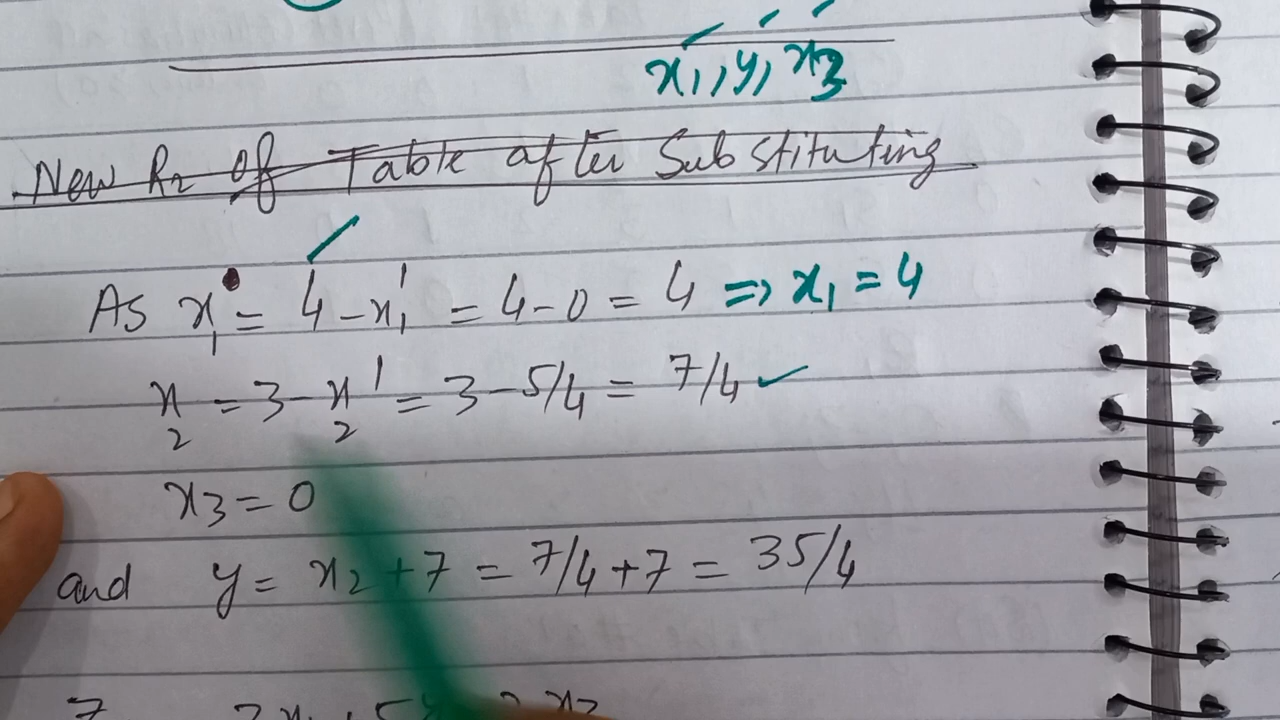 x₁, y, x₃
New R₂ of Table after Substituting
As x₁ = 4 - x₁' = 4 - 0 = 4 ⇒ x₁ = 4
x₂ = 3 - x₂' = 3 - 5/4 = 7/4 ✓
x₃ = 0
and y = x₂ + 7 = 7/4 + 7 = 35/4